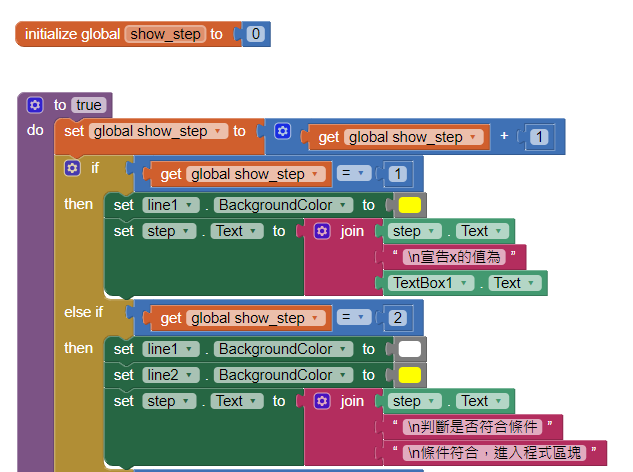 initialize global show_step to 0
to true
do set global show_step to get global show_step + 1
if get global show_step = 1
then set line1 . BackgroundColor to
set step . Text to join step . Text
“ \n宣告x的值為 ”
TextBox1 . Text
else if get global show_step = 2
then set line1 . BackgroundColor to
set line2 . BackgroundColor to
set step . Text to join step . Text
“ \n判斷是否符合條件 ”
“ \n條件符合，進入程式區塊 ”